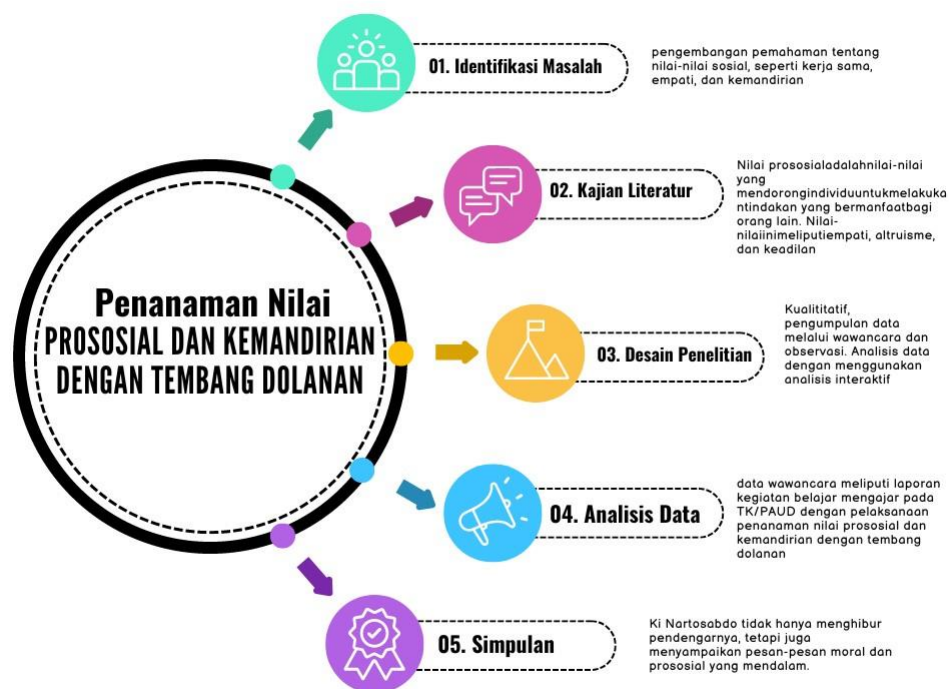 Penanaman Nilai
PROSOSIAL DAN KEMANDIRIAN
DENGAN TEMBANG DOLANAN
01. Identifikasi Masalah
pengembangan pemahaman tentang
nilai-nilai sosial, seperti kerja sama,
empati, dan kemandirian
02. Kajian Literatur
Nilai prososialadalahnilai-nilai
yang
mendorongindividuuntukmelakuka
ntindakan yang bermanfaatbagi
orang lain. Nilai-
nilaiinimeliputiempati, altruisme,
dan keadilan
03. Desain Penelitian
Kualititatif,
pengumpulan data
melalui wawancara dan
observasi. Analisis data
dengan menggunakan
analisis interaktif
04. Analisis Data
data wawancara meliputi laporan
kegiatan belajar mengajar pada
TK/PAUD dengan pelaksanaan
penanaman nilai prososial dan
kemandirian dengan tembang
dolanan
05. Simpulan
Ki Nartosabdo tidak hanya menghibur
pendengarnya, tetapi juga
menyampaikan pesan-pesan moral dan
prososial yang mendalam.